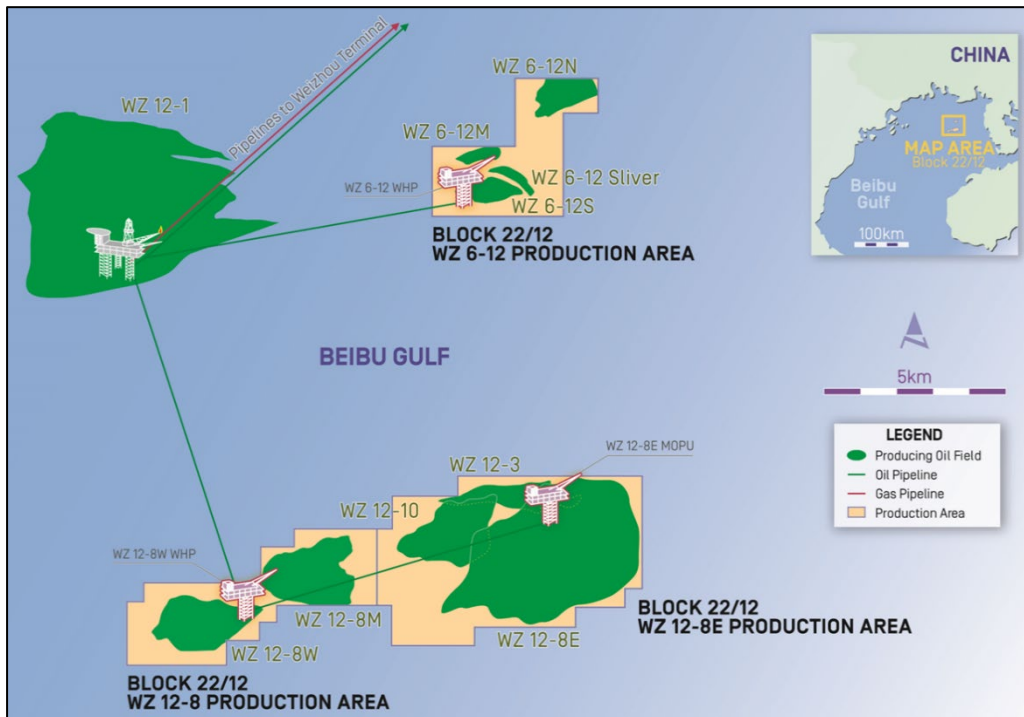 WZ 12-1
Pipelines to Weizhou Terminal
WZ 6-12N
WZ 6-12M
WZ 6-12 WHP
WZ 6-12 Sliver
WZ 6-12S
BLOCK 22/12
WZ 6-12 PRODUCTION AREA
CHINA
MAP AREA
Block 22/12
Beibu
Gulf
100km
BEIBU GULF
5km
LEGEND
Producing Oil Field
Oil Pipeline
Gas Pipeline
Production Area
WZ 12-8E MOPU
WZ 12-3
WZ 12-10
WZ 12-8W WHP
WZ 12-8M
WZ 12-8E
BLOCK 22/12
WZ 12-8E PRODUCTION AREA
WZ 12-8W
BLOCK 22/12
WZ 12-8 PRODUCTION AREA